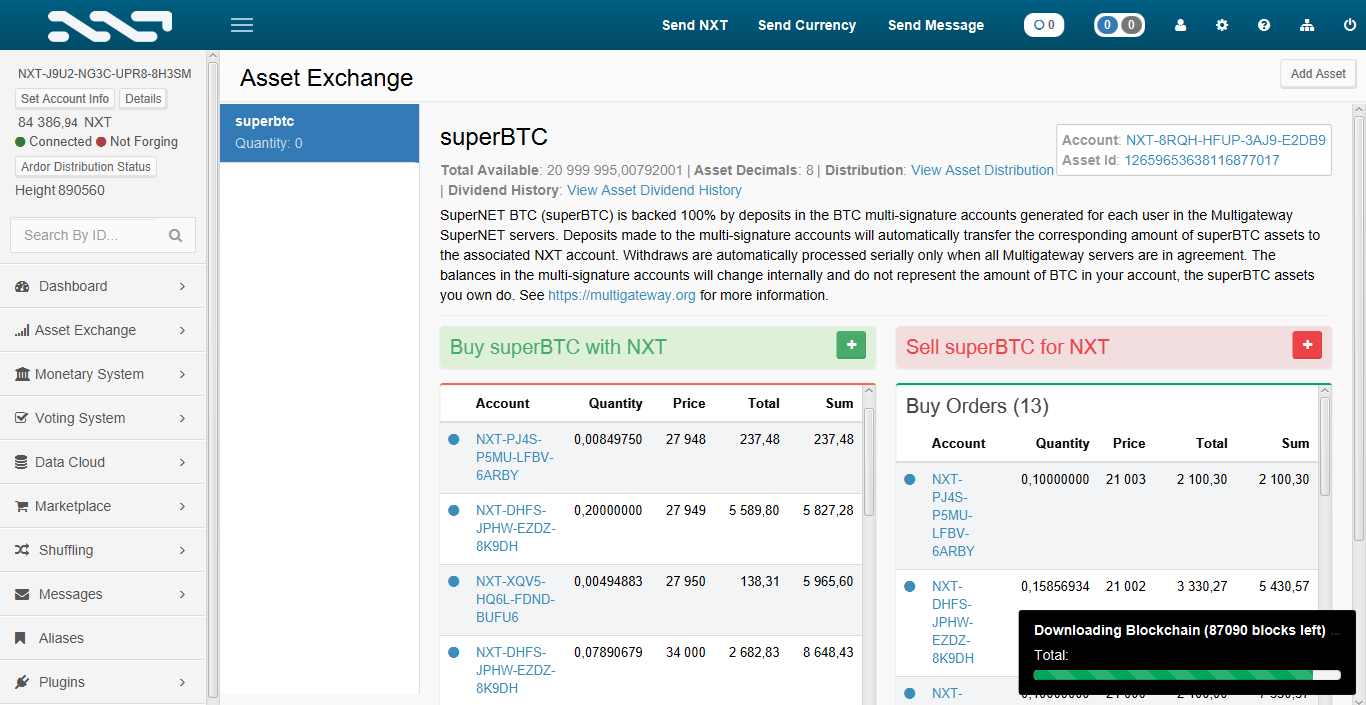 NXT
Send NXT Send Currency Send Message 0 0 0
NXT-J9U2-NG3C-UPR8-8H3SM
Set Account Info Details
84 386,94 NXT
Connected Not Forging
Ardor Distribution Status
Height 890560
Search By ID...
Dashboard
Asset Exchange
Monetary System
Voting System
Data Cloud
Marketplace
Shuffling
Messages
Aliases
Plugins
Asset Exchange
Add Asset
superbtc
Quantity: 0
superBTC
Account: NXT-8RQH-HFUP-3AJ9-E2DB9
Asset Id: 12659653638116877017
Total Available: 20 999 995,00792001 | Asset Decimals: 8 | Distribution: View Asset Distribution
| Dividend History: View Asset Dividend History
SuperNET BTC (superBTC) is backed 100% by deposits in the BTC multi-signature accounts generated for each user in the Multigateway
SuperNET servers. Deposits made to the multi-signature accounts will automatically transfer the corresponding amount of superBTC assets to
the associated NXT account. Withdraws are automatically processed serially only when all Multigateway servers are in agreement. The
balances in the multi-signature accounts will change internally and do not represent the amount of BTC in your account, the superBTC assets
you own do. See https://multigateway.org for more information.
Buy superBTC with NXT +
Account Quantity Price Total Sum
NXT-PJ4S- 0,00849750 27 948 237,48 237,48
P5MU-LFBV-
6ARBY
NXT-DHFS- 0,20000000 27 949 5 589,80 5 827,28
JPHW-EZDZ-
8K9DH
NXT-XQV5- 0,00494883 27 950 138,31 5 965,60
HQ6L-FDND-
BUFU6
NXT-DHFS- 0,07890679 34 000 2 682,83 8 648,43
JPHW-EZDZ-
8K9DH
Sell superBTC for NXT +
Buy Orders (13)
Account Quantity Price Total Sum
NXT- 0,10000000 21 003 2 100,30 2 100,30
PJ4S-
P5MU-
LFBV-
6ARBY
NXT- 0,15856934 21 002 3 330,27 5 430,57
DHFS-
JPHW-
EZDZ-
8K9DH
NXT-
Downloading Blockchain (87090 blocks left) ...
Total: